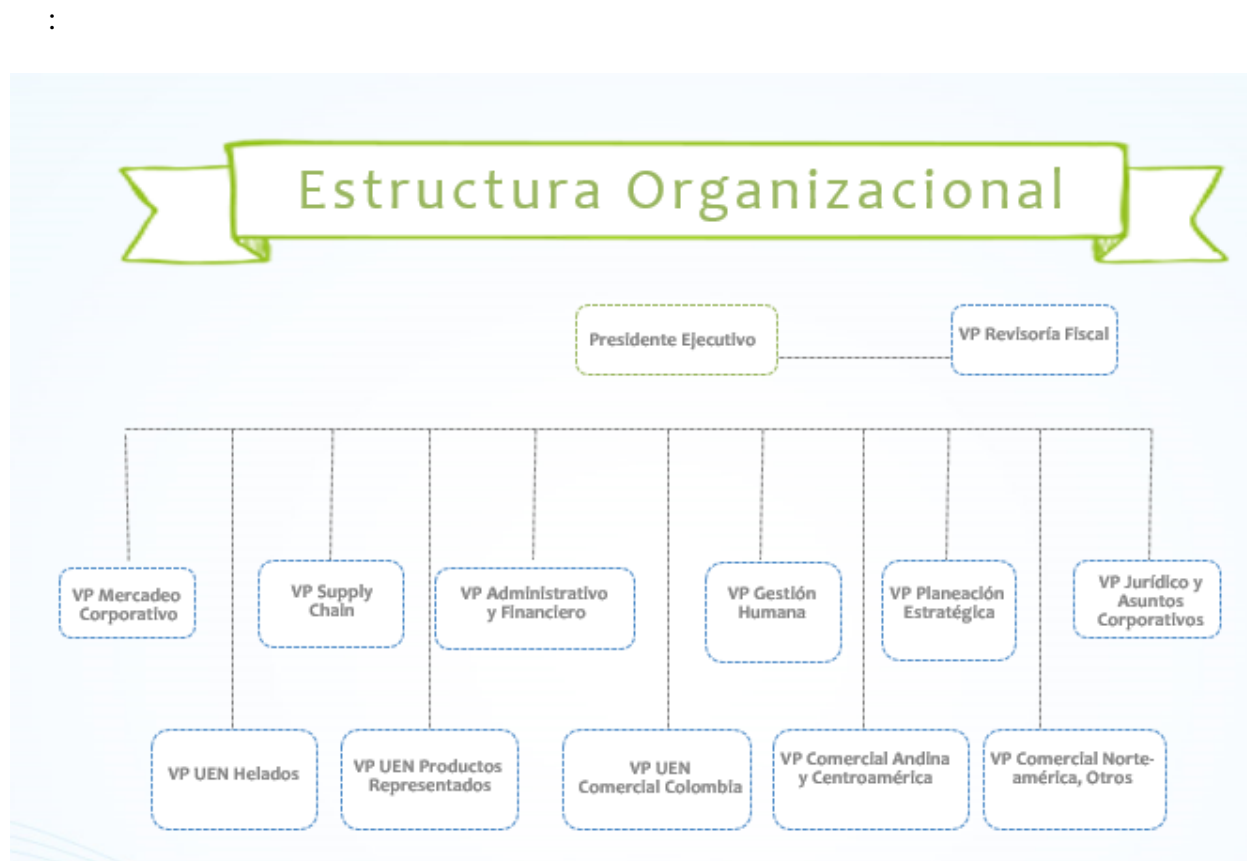 :
Estructura Organizacional
Presidente Ejecutivo
VP Revisoría Fiscal
VP Mercadeo
Corporativo
VP Supply
Chain
VP Administrativo
y Financiero
VP Gestión
Humana
VP Planeación
Estratégica
VP Jurídico y
Asuntos
Corporativos
VP UEN Helados
VP UEN Productos
Representados
VP UEN
Comercial Colombia
VP Comercial Andina
y Centroamérica
VP Comercial Norte-
américa, Otros